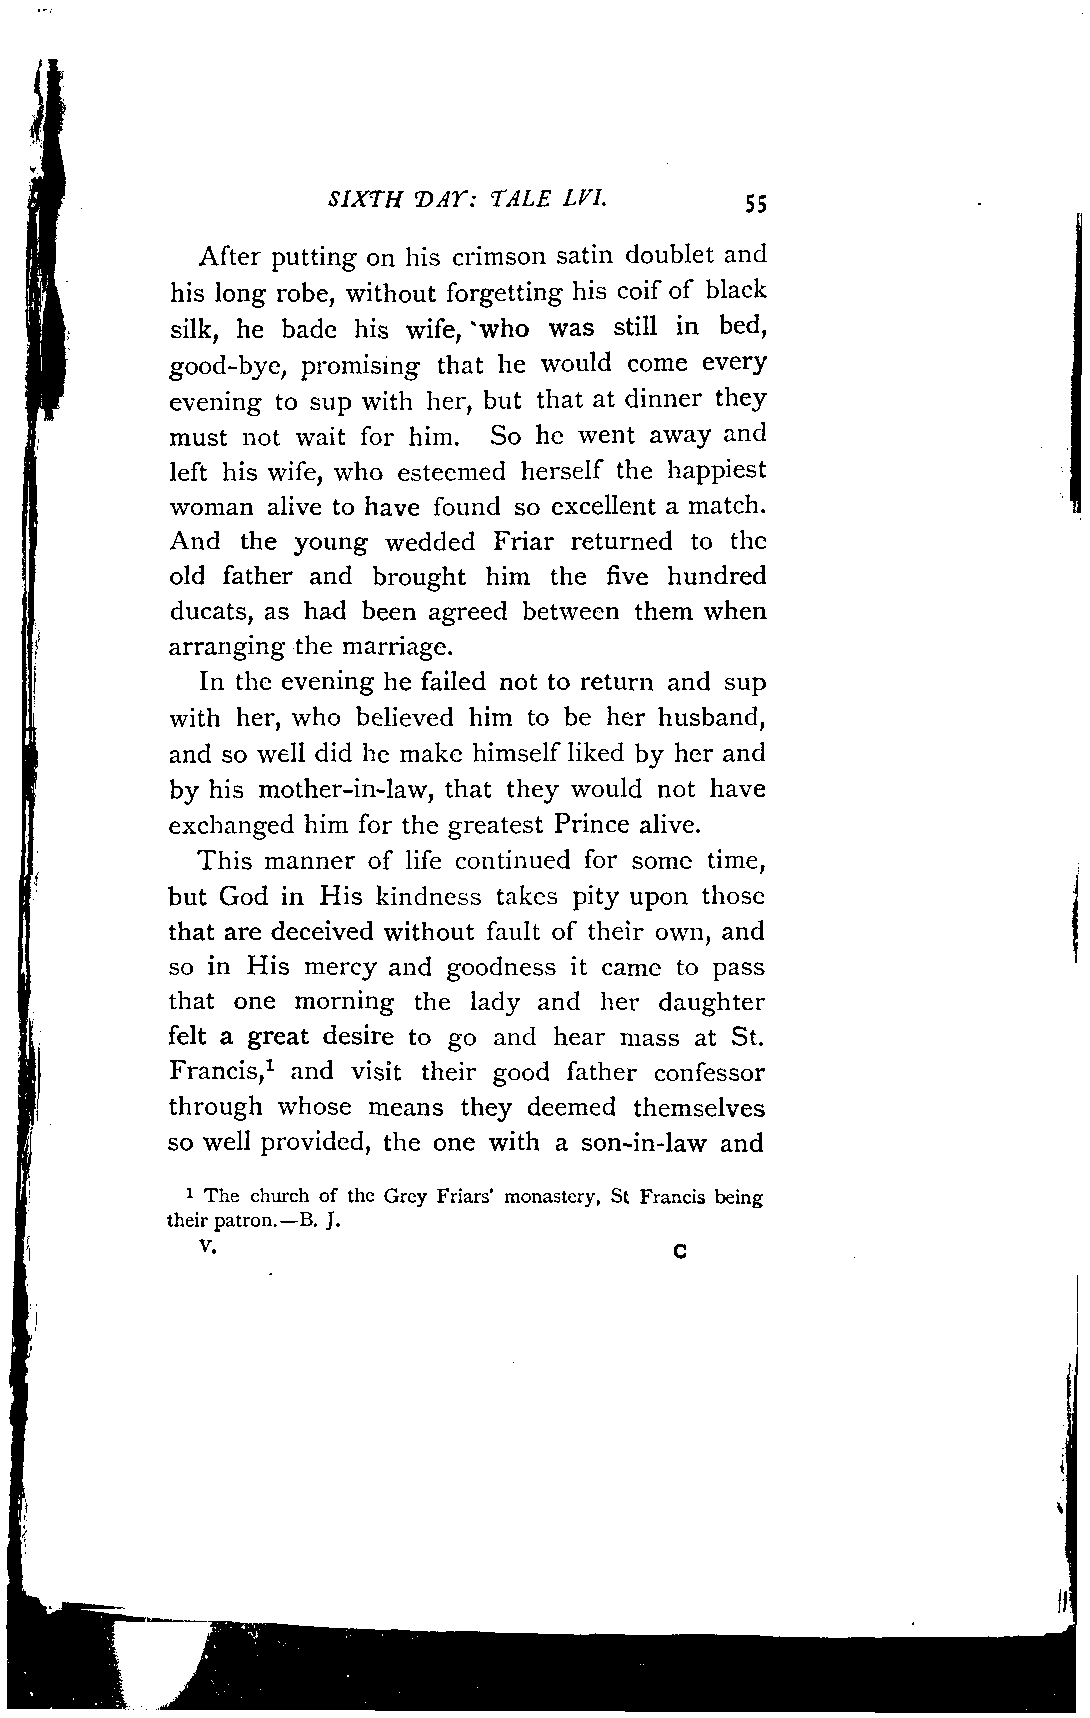 SIXTH DAY: TALE LVI. 55
After putting on his crimson satin doublet and
his long robe, without forgetting his coif of black
silk, he bade his wife, who was still in bed,
good-bye, promising that he would come every
evening to sup with her, but that at dinner they
must not wait for him. So he went away and
left his wife, who esteemed herself the happiest
woman alive to have found so excellent a match.
And the young wedded Friar returned to the
old father and brought him the five hundred
ducats, as had been agreed between them when
arranging the marriage.
In the evening he failed not to return and sup
with her, who believed him to be her husband,
and so well did he make himself liked by her and
by his mother-in-law, that they would not have
exchanged him for the greatest Prince alive.
This manner of life continued for some time,
but God in His kindness takes pity upon those
that are deceived without fault of their own, and
so in His mercy and goodness it came to pass
that one morning the lady and her daughter
felt a great desire to go and hear mass at St.
Francis,¹ and visit their good father confessor
through whose means they deemed themselves
so well provided, the one with a son-in-law and
¹ The church of the Grey Friars' monastery, St Francis being
their patron.—B. J.
V. C